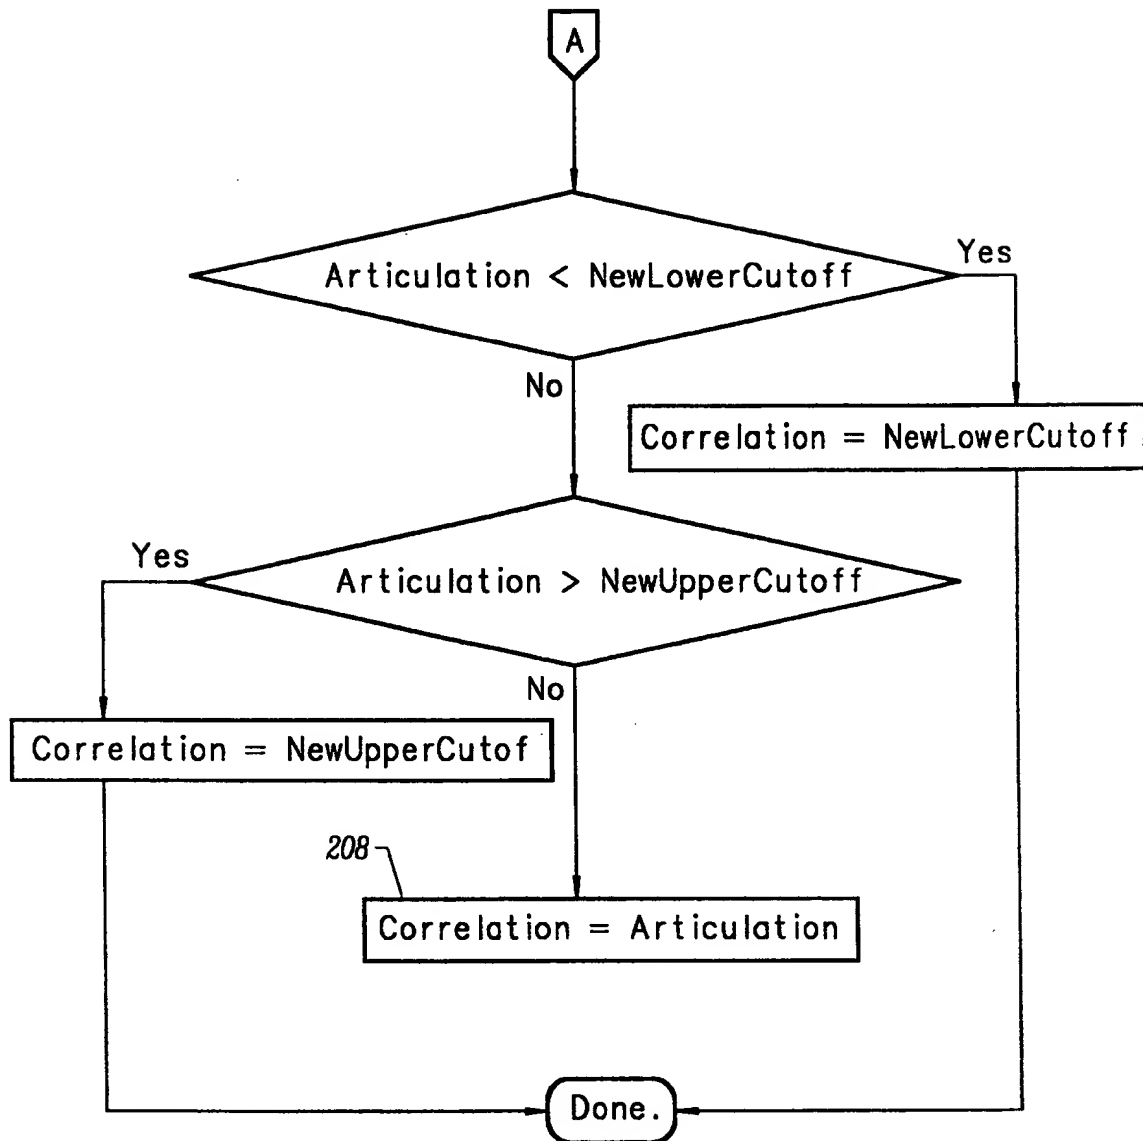 A
Articulation < NewLowerCutoff
Yes
No
Correlation = NewLowerCutoff
Articulation > NewUpperCutoff
Yes
No
Correlation = NewUpperCutof
208
Correlation = Articulation
Done.